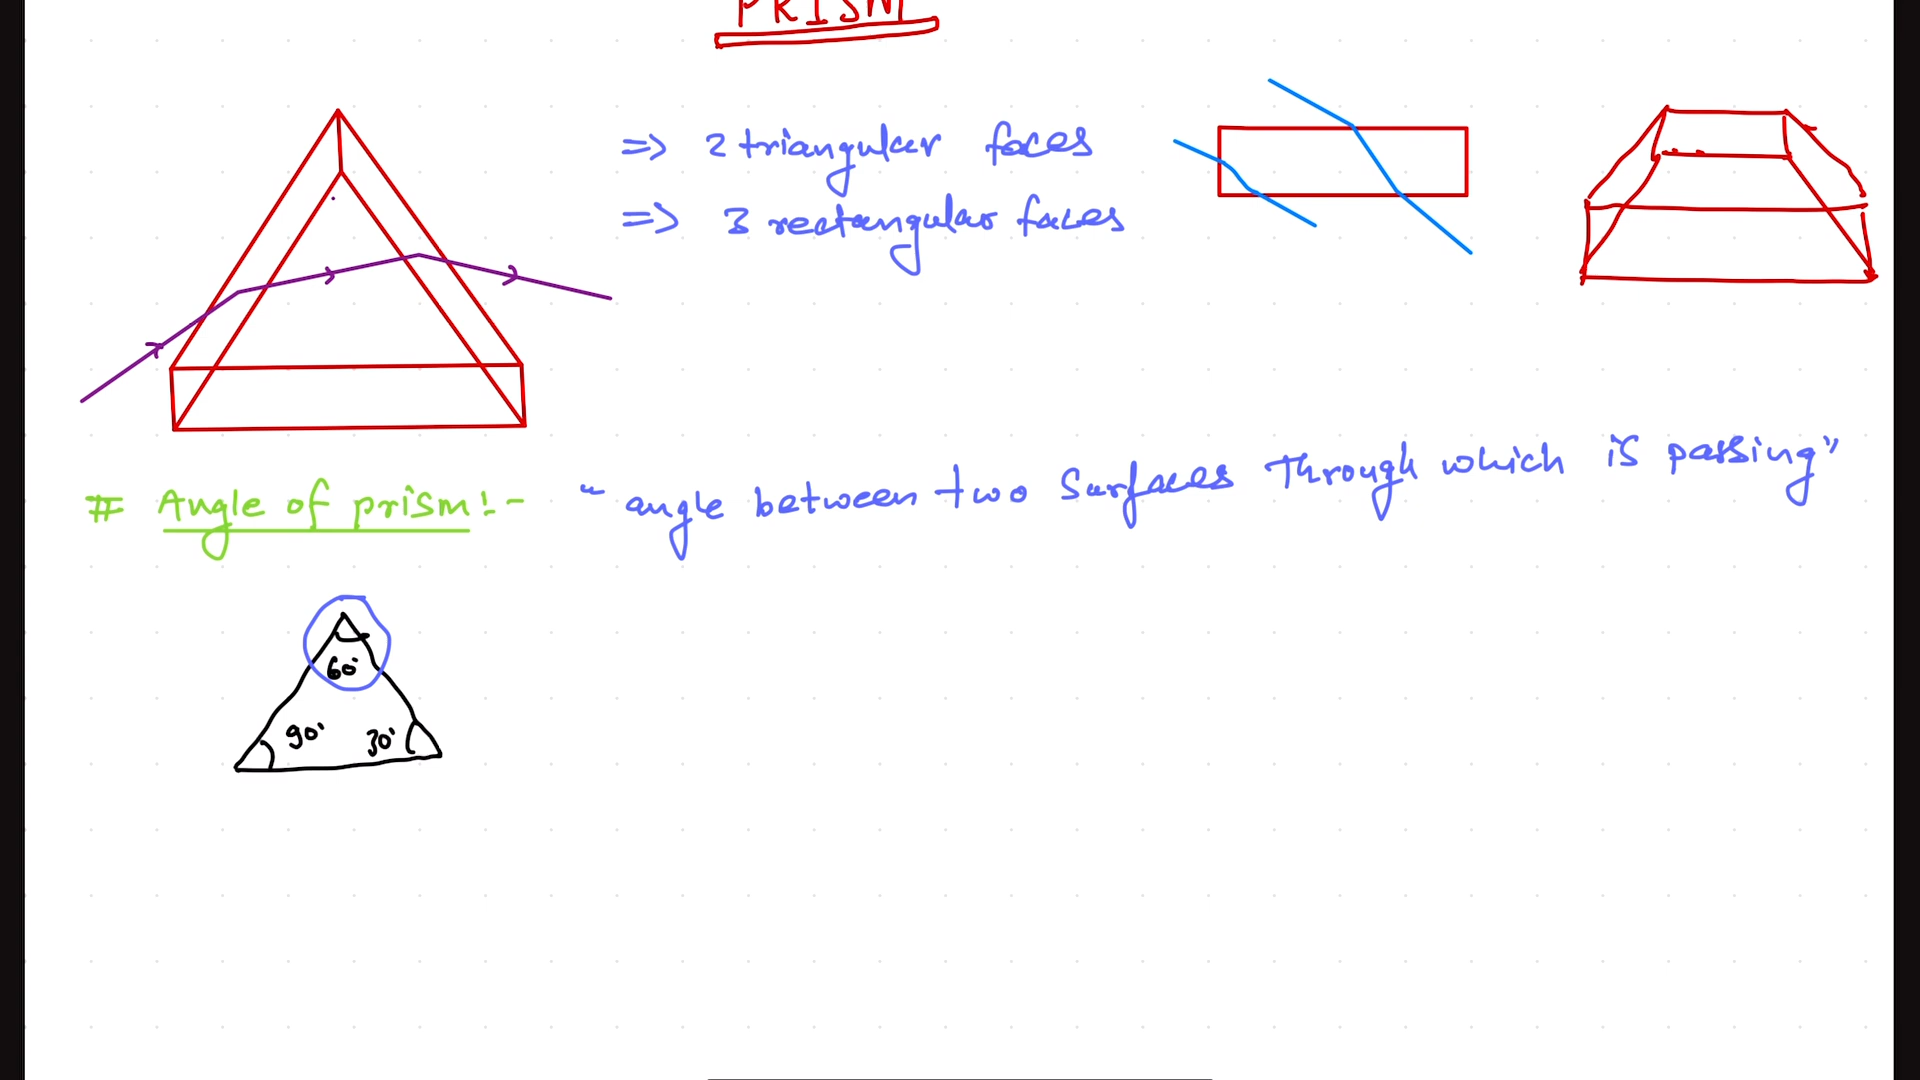 PRISM
=> 2 triangular faces
=> 3 rectangular faces
# Angle of prism:- "angle between two Surfaces Through which is passing"
60°
90° 30°